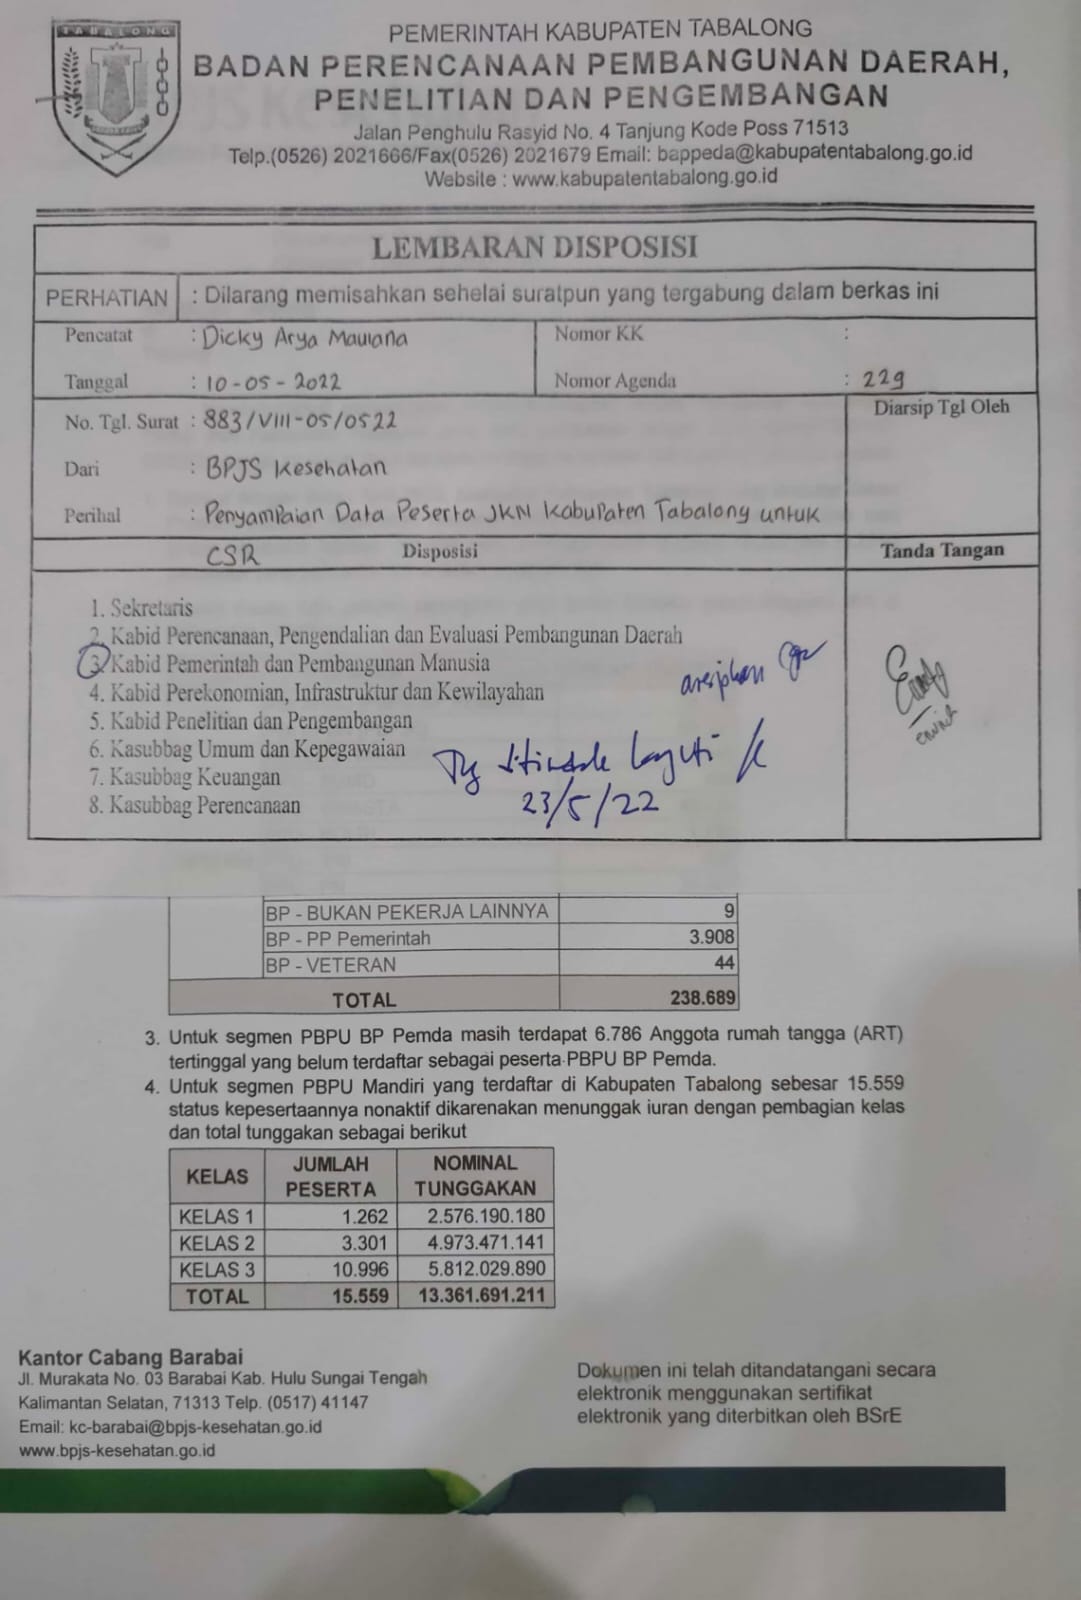 TABALONG
PEMERINTAH KABUPATEN TABALONG
BADAN PERENCANAAN PEMBANGUNAN DAERAH,
PENELITIAN DAN PENGEMBANGAN
Jalan Penghulu Rasyid No. 4 Tanjung Kode Poss 71513
Telp.(0526) 2021666/Fax(0526) 2021679 Email: bappeda@kabupatentabalong.go.id
Website : www.kabupatentabalong.go.id
LEMBARAN DISPOSISI
PERHATIAN : Dilarang memisahkan sehelai suratpun yang tergabung dalam berkas ini
Pencatat : Dicky Arya Maulana Nomor KK :
Tanggal : 10-05-2022 Nomor Agenda : 229
No. Tgl. Surat : 883/VIII-05/0522 Diarsip Tgl Oleh
Dari : BPJS Kesehatan
Perihal : Penyampaian Data Peserta JKN Kabupaten Tabalong untuk
CSR Disposisi Tanda Tangan
1. Sekretaris
2. Kabid Perencanaan, Pengendalian dan Evaluasi Pembangunan Daerah
3. Kabid Pemerintah dan Pembangunan Manusia
4. Kabid Perekonomian, Infrastruktur dan Kewilayahan
arsipkan
5. Kabid Penelitian dan Pengembangan
6. Kasubbag Umum dan Kepegawaian
7. Kasubbag Keuangan
8. Kasubbag Perencanaan
23/5/22
BP - BUKAN PEKERJA LAINNYA 9
BP - PP Pemerintah 3.908
BP - VETERAN 44
TOTAL 238.689
3. Untuk segmen PBPU BP Pemda masih terdapat 6.786 Anggota rumah tangga (ART)
tertinggal yang belum terdaftar sebagai peserta PBPU BP Pemda.
4. Untuk segmen PBPU Mandiri yang terdaftar di Kabupaten Tabalong sebesar 15.559
status kepesertaannya nonaktif dikarenakan menunggak iuran dengan pembagian kelas
dan total tunggakan sebagai berikut
KELAS JUMLAH PESERTA NOMINAL TUNGGAKAN
KELAS 1 1.262 2.576.190.180
KELAS 2 3.301 4.973.471.141
KELAS 3 10.996 5.812.029.890
TOTAL 15.559 13.361.691.211
Kantor Cabang Barabai
Jl. Murakata No. 03 Barabai Kab. Hulu Sungai Tengah
Kalimantan Selatan, 71313 Telp. (0517) 41147
Email: kc-barabai@bpjs-kesehatan.go.id
www.bpjs-kesehatan.go.id
Dokumen ini telah ditandatangani secara
elektronik menggunakan sertifikat
elektronik yang diterbitkan oleh BSrE